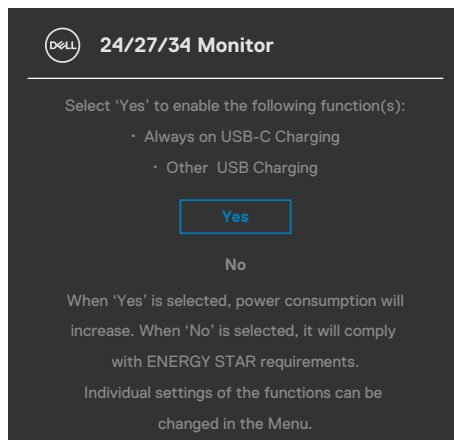 DELL
24/27/34 Monitor
Select ‘Yes’ to enable the following function(s):
· Always on USB-C Charging
· Other USB Charging
Yes
No
When ‘Yes’ is selected, power consumption will
increase. When ‘No’ is selected, it will comply
with ENERGY STAR requirements.
Individual settings of the functions can be
changed in the Menu.